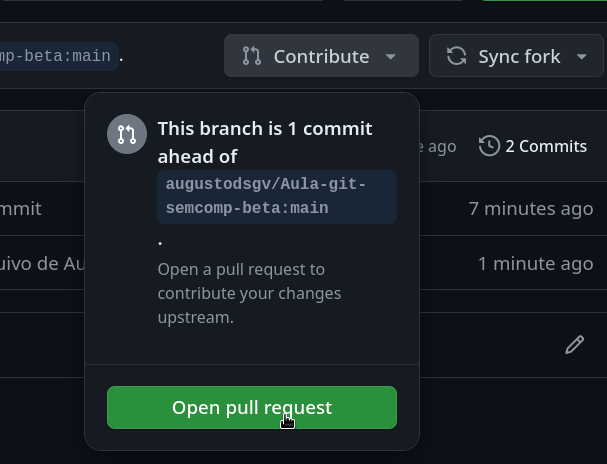 mp-beta:main .
Contribute
Sync fork
This branch is 1 commit
ahead of
augustodsgv/Aula-git-
semcomp-beta:main
.
Open a pull request to
contribute your changes
upstream.
Open pull request
ago
2 Commits
mmit
7 minutes ago
uivo de Au
1 minute ago